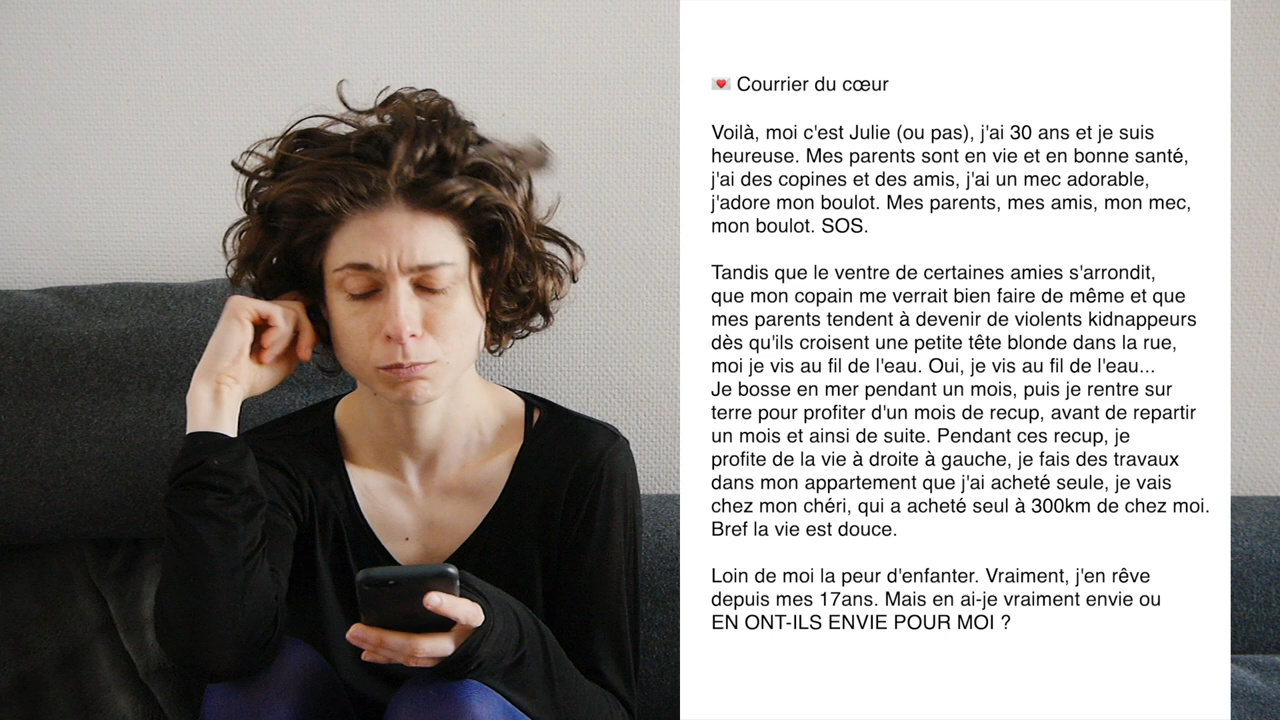 💌 Courrier du cœur
Voilà, moi c'est Julie (ou pas), j'ai 30 ans et je suis
heureuse. Mes parents sont en vie et en bonne santé,
j'ai des copines et des amis, j'ai un mec adorable,
j'adore mon boulot. Mes parents, mes amis, mon mec,
mon boulot. SOS.
Tandis que le ventre de certaines amies s'arrondit,
que mon copain me verrait bien faire de même et que
mes parents tendent à devenir de violents kidnappeurs
dès qu'ils croisent une petite tête blonde dans la rue,
moi je vis au fil de l'eau. Oui, je vis au fil de l'eau...
Je bosse en mer pendant un mois, puis je rentre sur
terre pour profiter d'un mois de recup, avant de repartir
un mois et ainsi de suite. Pendant ces recup, je
profite de la vie à droite à gauche, je fais des travaux
dans mon appartement que j'ai acheté seule, je vais
chez mon chéri, qui a acheté seul à 300km de chez moi.
Bref la vie est douce.
Loin de moi la peur d'enfanter. Vraiment, j'en rêve
depuis mes 17ans. Mais en ai-je vraiment envie ou
EN ONT-ILS ENVIE POUR MOI ?